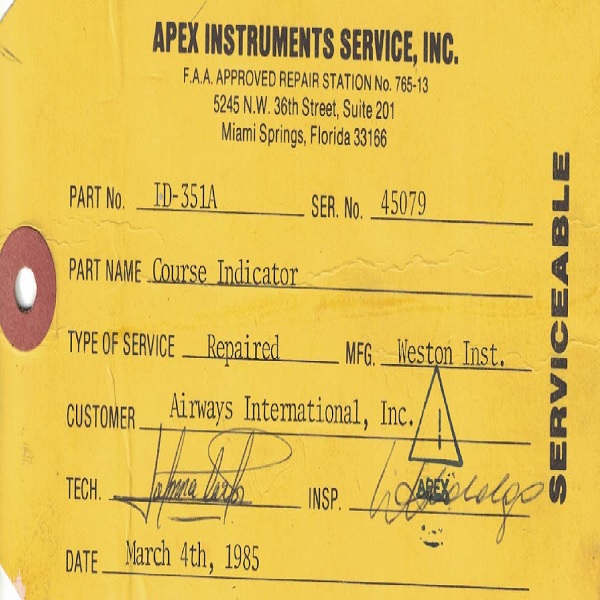 APEX INSTRUMENTS SERVICE, INC.
F.A.A. APPROVED REPAIR STATION No. 765-13
5245 N.W. 36th Street, Suite 201
Miami Springs, Florida 33166
PART No. ID-351A SER. No. 45079
PART NAME Course Indicator
TYPE OF SERVICE Repaired MFG. Weston Inst.
CUSTOMER Airways International, Inc.
TECH. INSP. Hidalgo
APEX
DATE March 4th, 1985
SERVICEABLE